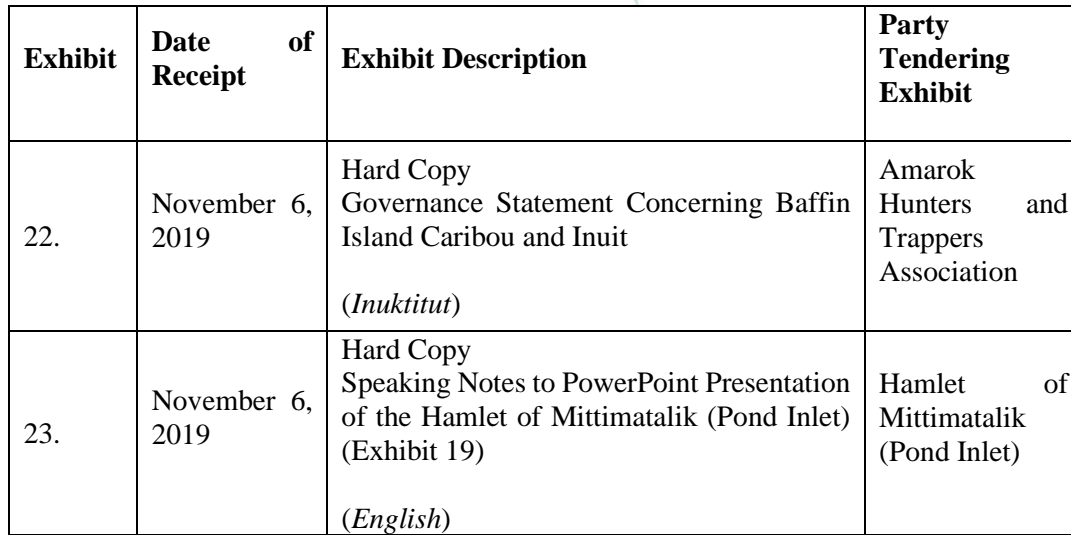 Exhibit
Date of
Receipt
Exhibit Description
Party
Tendering
Exhibit
22.
November 6,
2019
Hard Copy
Governance Statement Concerning Baffin
Island Caribou and Inuit
(Inuktitut)
Amarok
Hunters and
Trappers
Association
23.
November 6,
2019
Hard Copy
Speaking Notes to PowerPoint Presentation
of the Hamlet of Mittimatalik (Pond Inlet)
(Exhibit 19)
(English)
Hamlet of
Mittimatalik
(Pond Inlet)